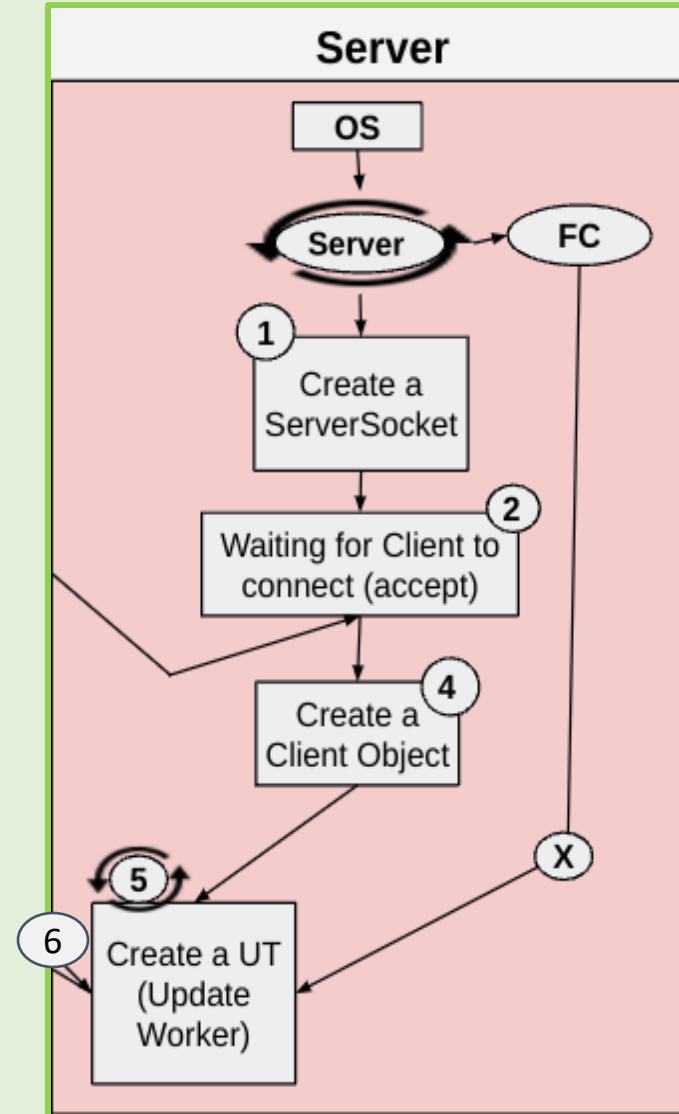 Server
OS
Server
FC
1
Create a
ServerSocket
2
Waiting for Client to
connect (accept)
4
Create a
Client Object
X
5
6
Create a UT
(Update
Worker)